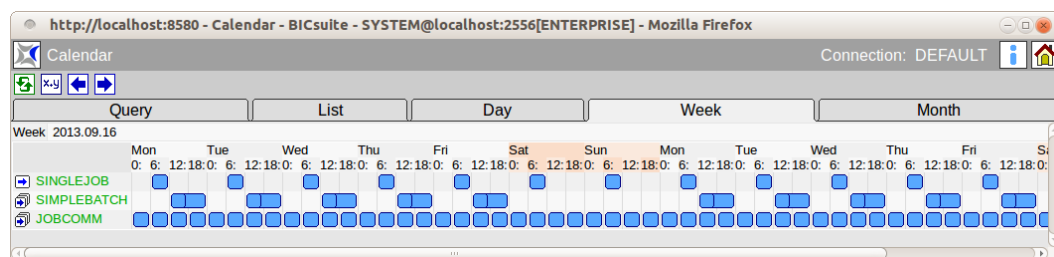 http://localhost:8580 - Calendar - BICsuite - SYSTEM@localhost:2556[ENTERPRISE] - Mozilla Firefox
Calendar Connection: DEFAULT
x,y
Query List Day Week Month
Week 2013.09.16
Mon Tue Wed Thu Fri Sat Sun Mon Tue Wed Thu Fri Sa
0: 6: 12:18:0: 6: 12:18:0: 6: 12:18:0: 6: 12:18:0: 6: 12:18:0: 6: 12:18:0: 6: 12:18:0: 6: 12:18:0: 6: 12:18:0: 6: 12:18:0: 6: 12:18:0: 6: 12:18:0:
SINGLEJOB
SIMPLEBATCH
JOBCOMM